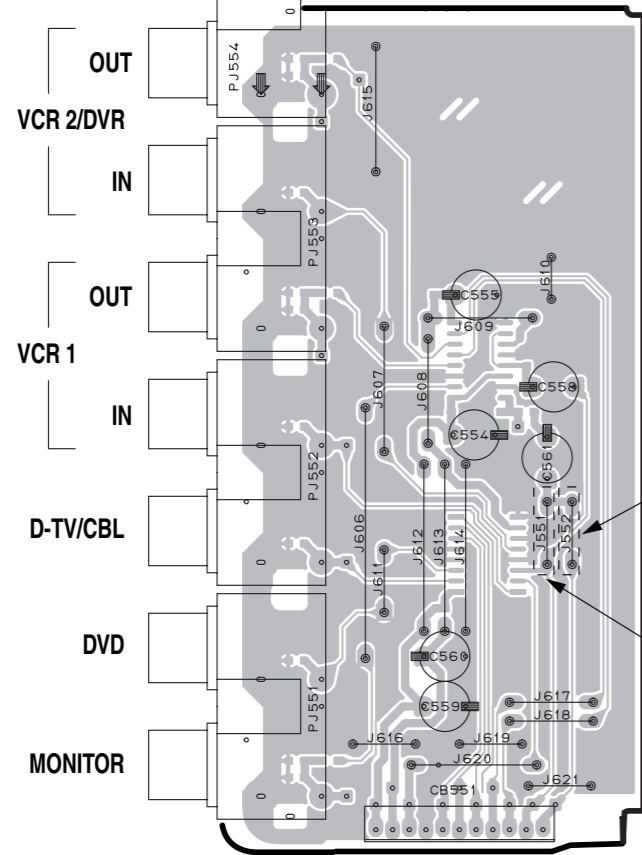 OUT
VCR 2/DVR
IN
OUT
VCR 1
IN
D-TV/CBL
DVD
MONITOR
PJ554
PJ553
PJ552
PJ551
J615
J610
C555
J609
J607
J608
C558
C554
C561
J606
J612
J613
J614
J551
J552
J611
C560
C559
J617
J618
J616
J619
J620
J621
CB551